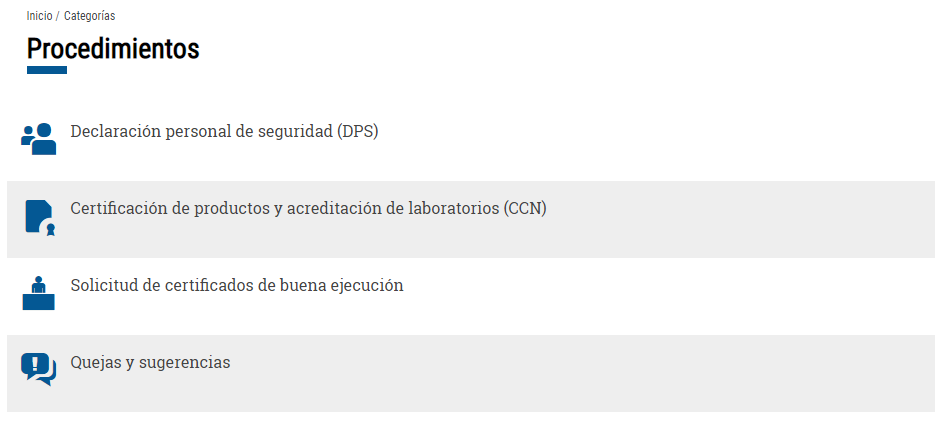 Inicio / Categorías
Procedimientos
Declaración personal de seguridad (DPS)
Certificación de productos y acreditación de laboratorios (CCN)
Solicitud de certificados de buena ejecución
Quejas y sugerencias